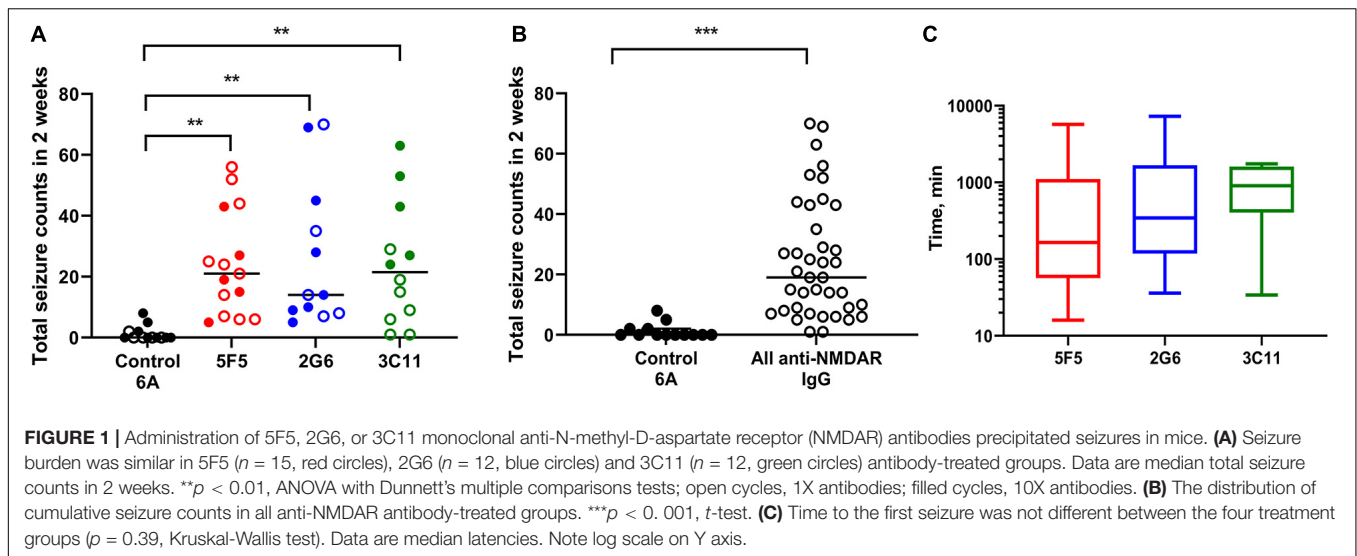 A
Total seizure counts in 2 weeks
80
60
40
20
0
**
**
**
Control
6A
5F5
2G6
3C11
B
Total seizure counts in 2 weeks
80
60
40
20
0
***
Control
6A
All anti-NMDAR
IgG
C
Time, min
10000
1000
100
10
5F5
2G6
3C11
FIGURE 1 | Administration of 5F5, 2G6, or 3C11 monoclonal anti-N-methyl-D-aspartate receptor (NMDAR) antibodies precipitated seizures in mice. (A) Seizure
burden was similar in 5F5 (n = 15, red circles), 2G6 (n = 12, blue circles) and 3C11 (n = 12, green circles) antibody-treated groups. Data are median total seizure
counts in 2 weeks. **p < 0.01, ANOVA with Dunnett's multiple comparisons tests; open cycles, 1X antibodies; filled cycles, 10X antibodies. (B) The distribution of
cumulative seizure counts in all anti-NMDAR antibody-treated groups. ***p < 0. 001, t-test. (C) Time to the first seizure was not different between the four treatment
groups (p = 0.39, Kruskal-Wallis test). Data are median latencies. Note log scale on Y axis.